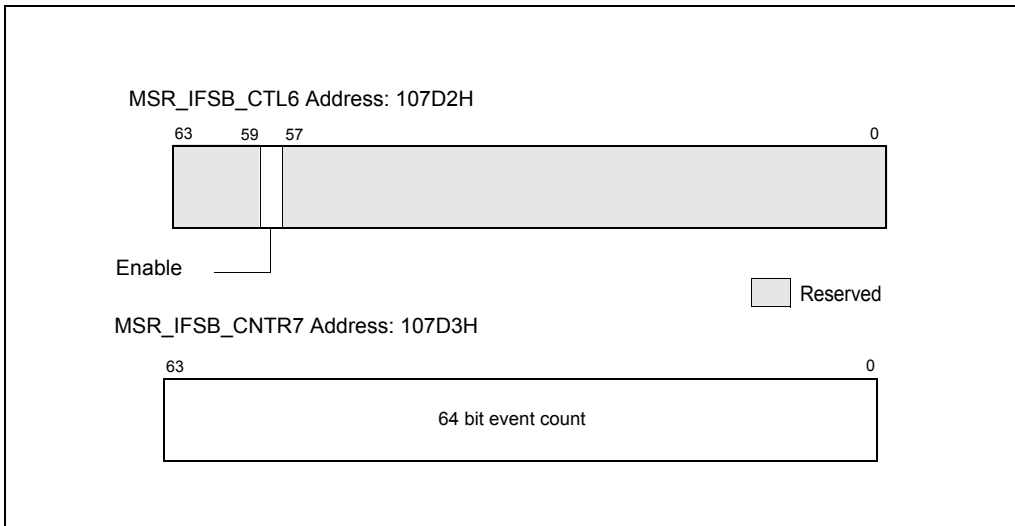 MSR_IFSB_CTL6 Address: 107D2H
63 59 57 0
Enable
Reserved
MSR_IFSB_CNTR7 Address: 107D3H
63 0
64 bit event count